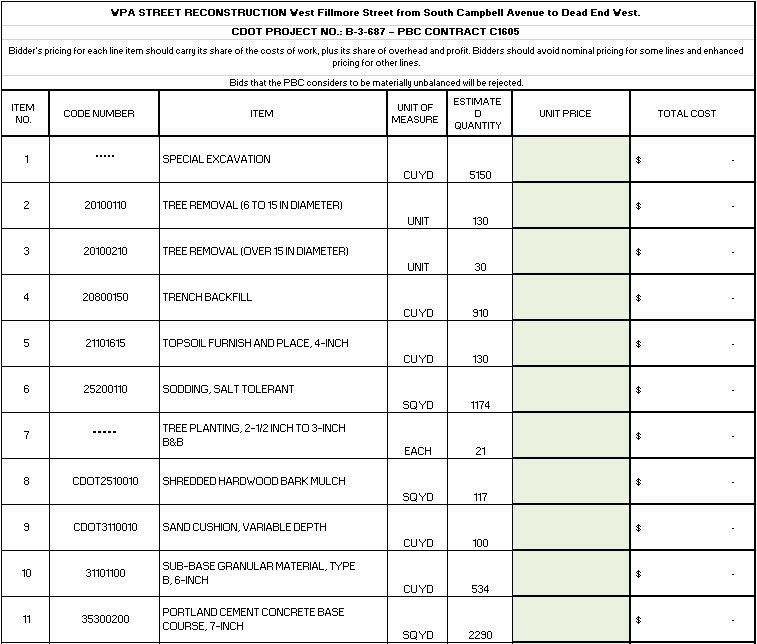 WPA STREET RECONSTRUCTION West Fillmore Street from South Campbell Avenue to Dead End West.
CDOT PROJECT NO.: B-3-687 – PBC CONTRACT C1605
Bidder's pricing for each line item should carry its share of the costs of work, plus its share of overhead and profit. Bidders should avoid nominal pricing for some lines and enhanced
pricing for other lines.
Bids that the PBC considers to be materially unbalanced will be rejected.
ITEM NO. CODE NUMBER ITEM UNIT OF MEASURE ESTIMATED QUANTITY UNIT PRICE TOTAL COST
1 ••••• SPECIAL EXCAVATION CUYD 5150 $ -
2 20100110 TREE REMOVAL (6 TO 15 IN DIAMETER) UNIT 130 $ -
3 20100210 TREE REMOVAL (OVER 15 IN DIAMETER) UNIT 30 $ -
4 20800150 TRENCH BACKFILL CUYD 910 $ -
5 21101615 TOPSOIL FURNISH AND PLACE, 4-INCH CUYD 130 $ -
6 25200110 SODDING, SALT TOLERANT SQYD 1174 $ -
7 ••••• TREE PLANTING, 2-1/2 INCH TO 3-INCH
B&B EACH 21 $ -
8 CDOT2510010 SHREDDED HARDWOOD BARK MULCH SQYD 117 $ -
9 CDOT3110010 SAND CUSHION, VARIABLE DEPTH CUYD 100 $ -
10 31101100 SUB-BASE GRANULAR MATERIAL, TYPE
B, 6-INCH CUYD 534 $ -
11 35300200 PORTLAND CEMENT CONCRETE BASE
COURSE, 7-INCH SQYD 2290 $ -